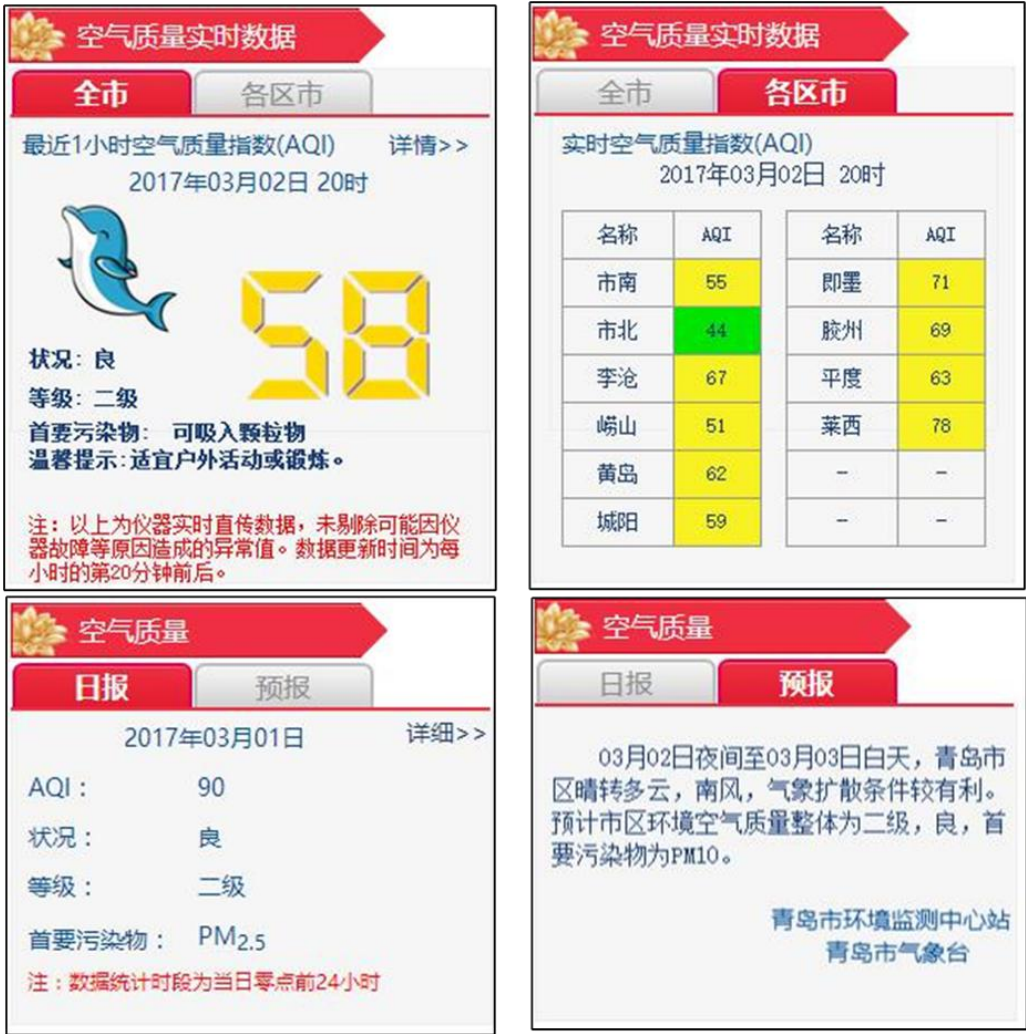 空气质量实时数据
全市 各区市
最近1小时空气质量指数(AQI) 详情>>
2017年03月02日 20时
58
状况：良
等级：二级
首要污染物： 可吸入颗粒物
温馨提示:适宜户外活动或锻炼。
注：以上为仪器实时直传数据，未剔除可能因仪
器故障等原因造成的异常值。数据更新时间为每
小时的第20分钟前后。
空气质量实时数据
全市 各区市
实时空气质量指数(AQI)
2017年03月02日 20时
名称 AQI 名称 AQI
市南 55 即墨 71
市北 44 胶州 69
李沧 67 平度 63
崂山 51 莱西 78
黄岛 62 － －
城阳 59 － －
空气质量
日报 预报
2017年03月01日 详细>>
AQI： 90
状况： 良
等级： 二级
首要污染物： PM2.5
注：数据统计时段为当日零点前24小时
空气质量
日报 预报
03月02日夜间至03月03日白天，青岛市
区晴转多云，南风，气象扩散条件较有利。
预计市区环境空气质量整体为二级，良，首
要污染物为PM10。
青岛市环境监测中心站
青岛市气象台